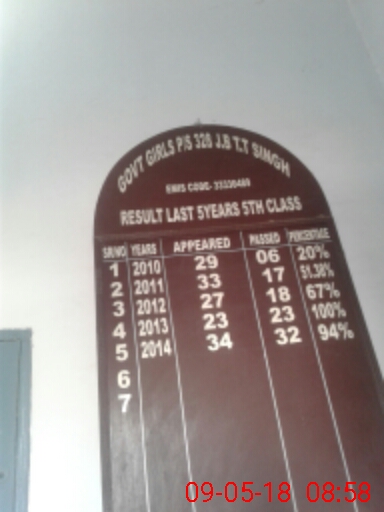 GOVT GIRLS P/S 320 J.B T.T SINGH
RESULT LAST 5YEARS 5TH CLASS
SR/NO YEARS APPEARED PASSED PERCENTAGE
1 2010 29 06 20%
2 2011 33 17 51.38%
3 2012 27 18 67%
4 2013 23 23 100%
5 2014 34 32 94%
6
7
09-05-18 08:58